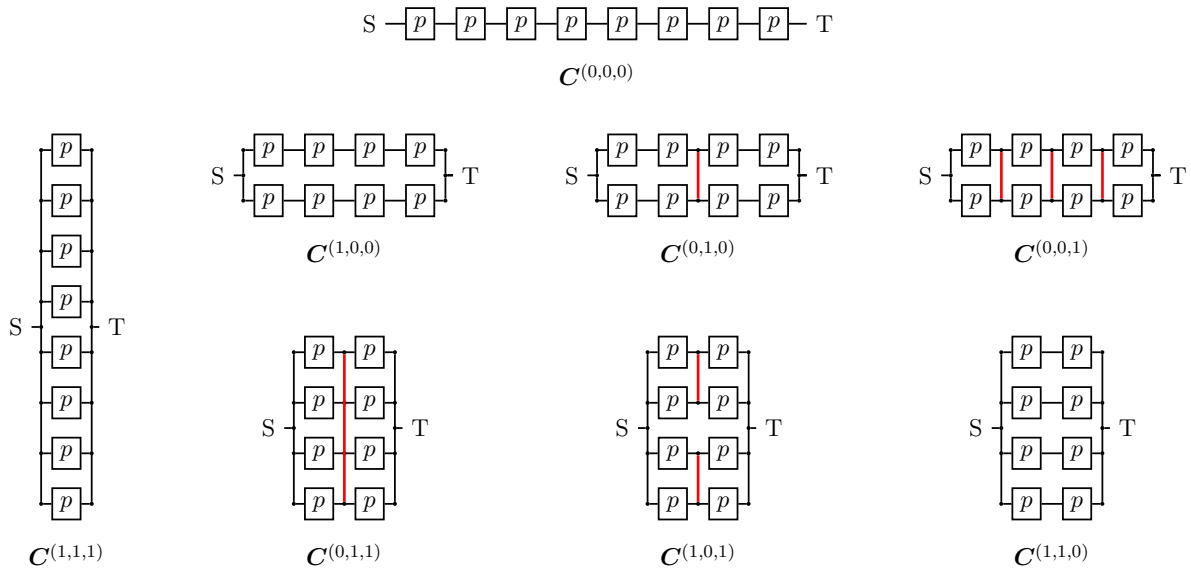 S p p p p p p p p T
C^(0,0,0)
p p p p p p p p p p p p p
S T S T S T
p p p p p p p p p p p p p
C^(1,0,0) C^(0,1,0) C^(0,0,1)
p
p
S T
p p p p p p p
p p p p p p p
S T S T S T
p p p p p p p
p p p p p p p
C^(1,1,1) C^(0,1,1) C^(1,0,1) C^(1,1,0)